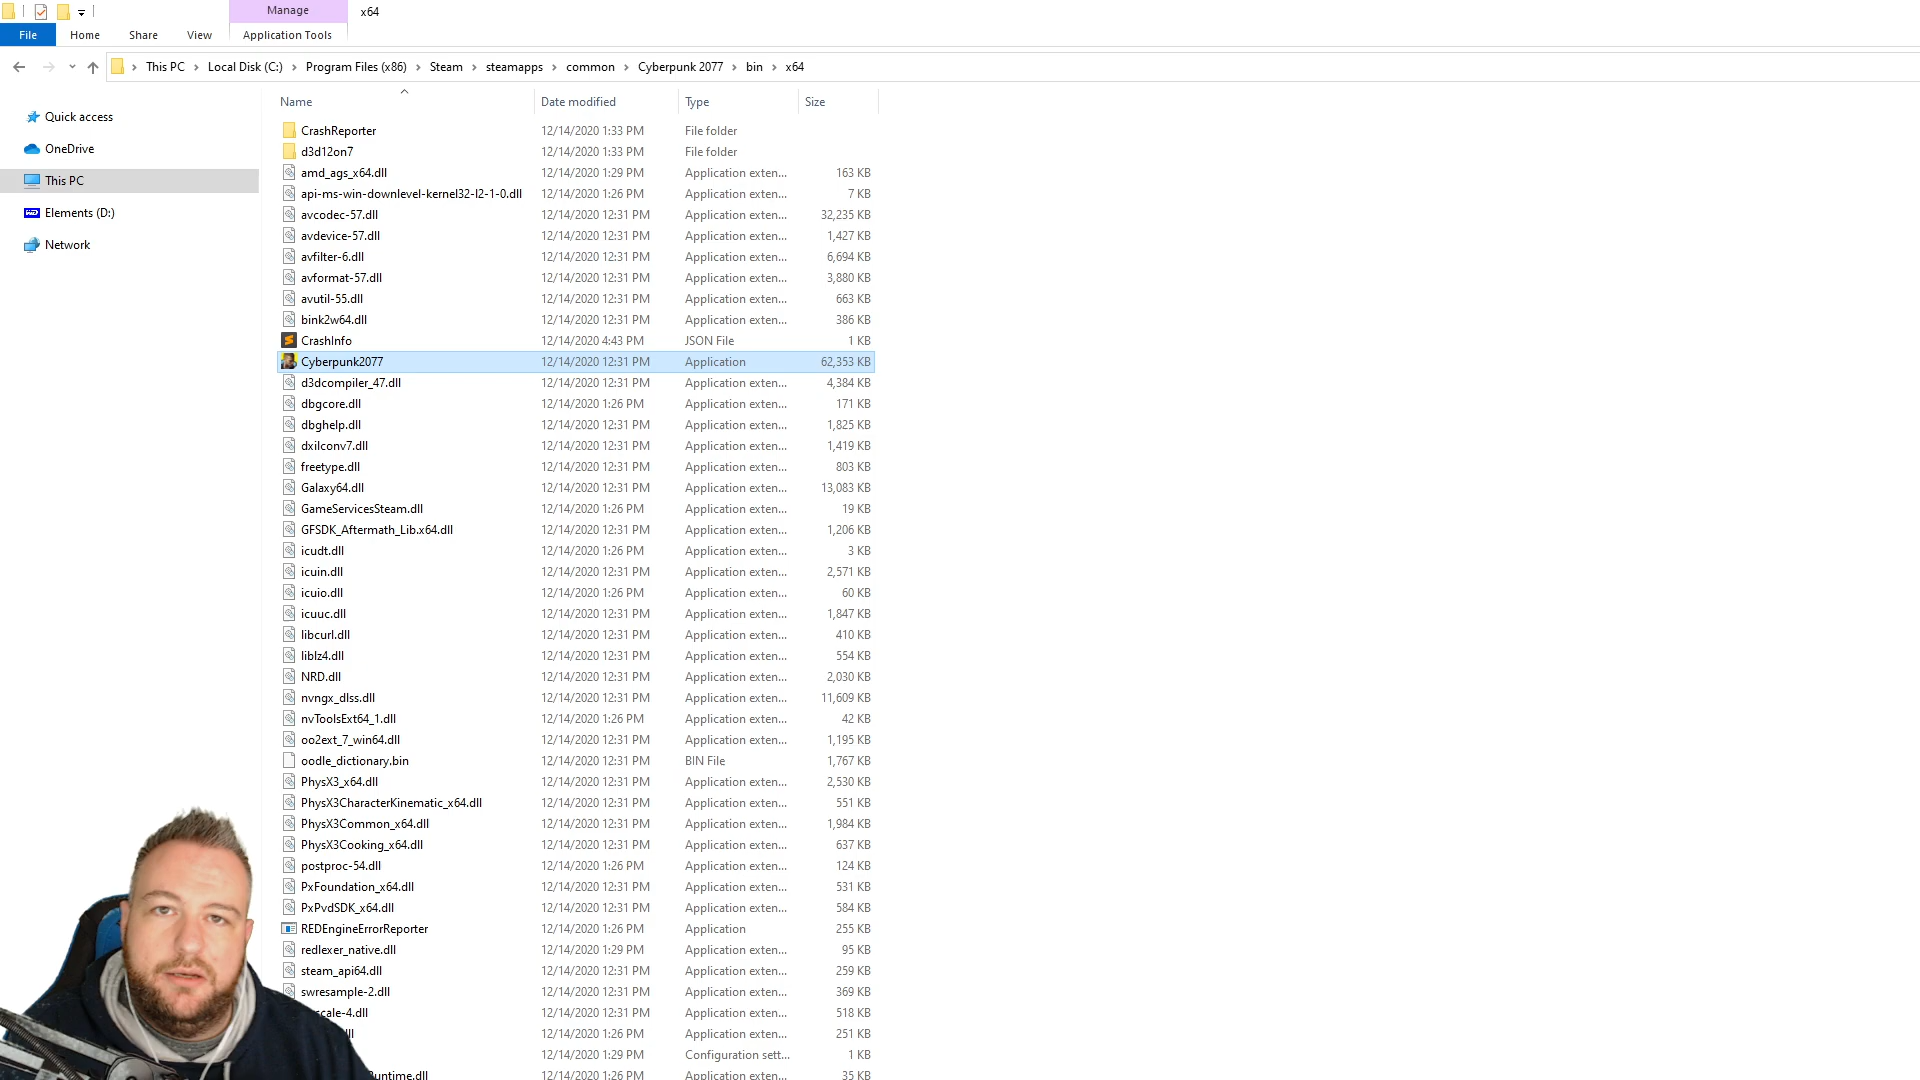 Manage
x64
File
Home
Share
View
Application Tools
This PC
Local Disk (C:)
Program Files (x86)
Steam
steamapps
common
Cyberpunk 2077
bin
x64
Quick access
OneDrive
This PC
Elements (D:)
Network
Name Date modified Type Size
CrashReporter 12/14/2020 1:33 PM File folder
d3d12on7 12/14/2020 1:33 PM File folder
amd_ags_x64.dll 12/14/2020 1:29 PM Application exten... 163 KB
api-ms-win-downlevel-kernel32-l2-1-0.dll 12/14/2020 1:26 PM Application exten... 7 KB
avcodec-57.dll 12/14/2020 12:31 PM Application exten... 32,235 KB
avdevice-57.dll 12/14/2020 12:31 PM Application exten... 1,427 KB
avfilter-6.dll 12/14/2020 12:31 PM Application exten... 6,694 KB
avformat-57.dll 12/14/2020 12:31 PM Application exten... 3,880 KB
avutil-55.dll 12/14/2020 12:31 PM Application exten... 663 KB
bink2w64.dll 12/14/2020 12:31 PM Application exten... 386 KB
CrashInfo 12/14/2020 4:43 PM JSON File 1 KB
Cyberpunk2077 12/14/2020 12:31 PM Application 62,353 KB
d3dcompiler_47.dll 12/14/2020 12:31 PM Application exten... 4,384 KB
dbgcore.dll 12/14/2020 1:26 PM Application exten... 171 KB
dbghelp.dll 12/14/2020 12:31 PM Application exten... 1,825 KB
dxilconv7.dll 12/14/2020 12:31 PM Application exten... 1,419 KB
freetype.dll 12/14/2020 12:31 PM Application exten... 803 KB
Galaxy64.dll 12/14/2020 12:31 PM Application exten... 13,083 KB
GameServicesSteam.dll 12/14/2020 1:26 PM Application exten... 19 KB
GFSDK_Aftermath_Lib.x64.dll 12/14/2020 12:31 PM Application exten... 1,206 KB
icudt.dll 12/14/2020 1:26 PM Application exten... 3 KB
icuin.dll 12/14/2020 12:31 PM Application exten... 2,571 KB
icuio.dll 12/14/2020 1:26 PM Application exten... 60 KB
icuuc.dll 12/14/2020 12:31 PM Application exten... 1,847 KB
libcurl.dll 12/14/2020 12:31 PM Application exten... 410 KB
liblz4.dll 12/14/2020 12:31 PM Application exten... 554 KB
NRD.dll 12/14/2020 12:31 PM Application exten... 2,030 KB
nvngx_dlss.dll 12/14/2020 12:31 PM Application exten... 11,609 KB
nvToolsExt64_1.dll 12/14/2020 1:26 PM Application exten... 42 KB
oo2ext_7_win64.dll 12/14/2020 12:31 PM Application exten... 1,195 KB
oodle_dictionary.bin 12/14/2020 12:31 PM BIN File 1,767 KB
PhysX3_x64.dll 12/14/2020 12:31 PM Application exten... 2,530 KB
PhysX3CharacterKinematic_x64.dll 12/14/2020 12:31 PM Application exten... 551 KB
PhysX3Common_x64.dll 12/14/2020 12:31 PM Application exten... 1,984 KB
PhysX3Cooking_x64.dll 12/14/2020 12:31 PM Application exten... 637 KB
postproc-54.dll 12/14/2020 1:26 PM Application exten... 124 KB
PxFoundation_x64.dll 12/14/2020 12:31 PM Application exten... 531 KB
PxPvdSDK_x64.dll 12/14/2020 12:31 PM Application exten... 584 KB
REDEngineErrorReporter 12/14/2020 1:26 PM Application 255 KB
redlexer_native.dll 12/14/2020 1:29 PM Application exten... 95 KB
steam_api64.dll 12/14/2020 12:31 PM Application exten... 259 KB
swresample-2.dll 12/14/2020 12:31 PM Application exten... 369 KB
scale-4.dll 12/14/2020 12:31 PM Application exten... 518 KB
12/14/2020 1:26 PM Application exten... 251 KB
12/14/2020 1:29 PM Configuration sett... 1 KB
untime.dll 12/14/2020 1:26 PM Application exten... 35 KB